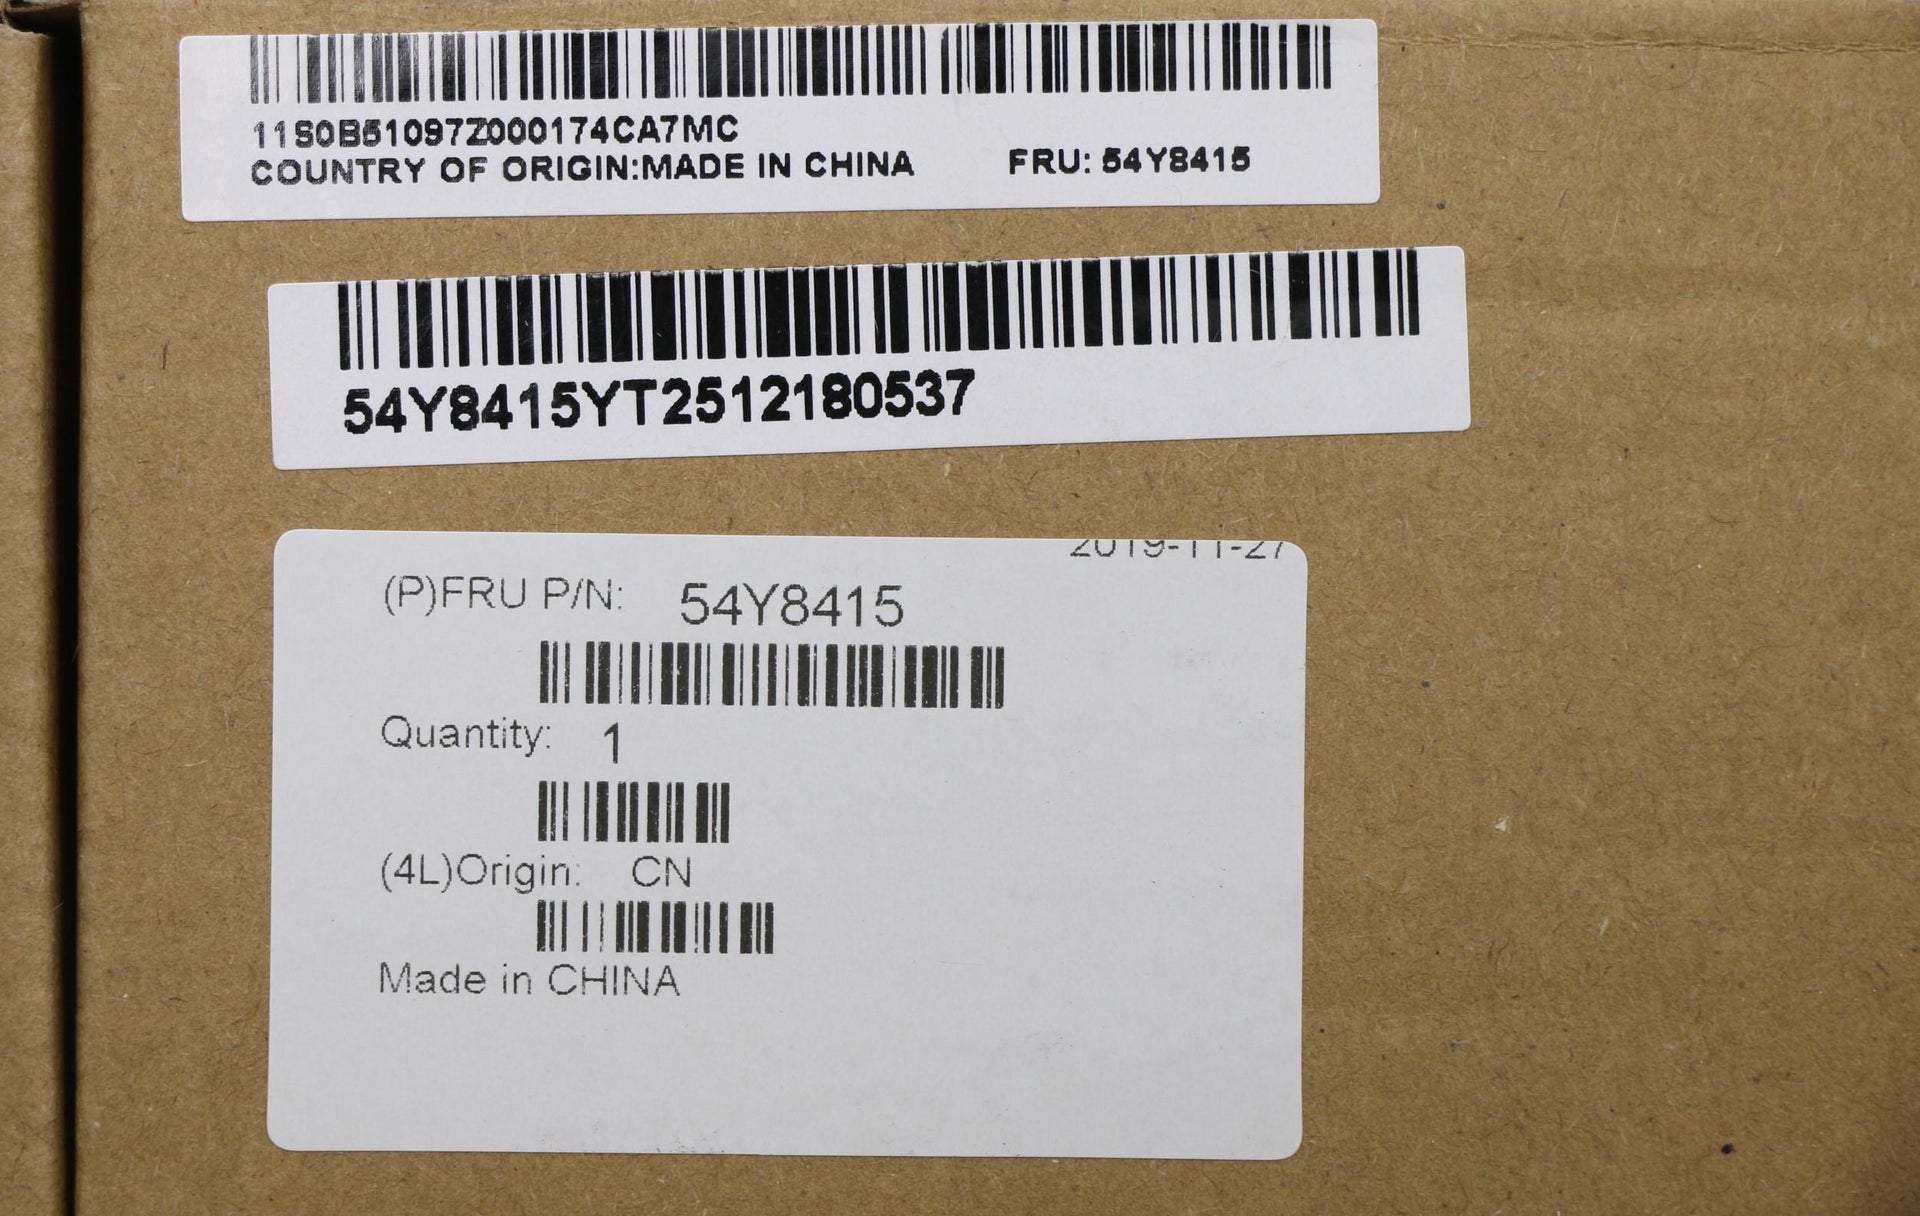 11S0B51097Z000174CA7MC
COUNTRY OF ORIGIN:MADE IN CHINA FRU: 54Y8415
54Y8415YT2512180537
2019-11-27
(P)FRU P/N: 54Y8415
Quantity: 1
(4L)Origin: CN
Made in CHINA